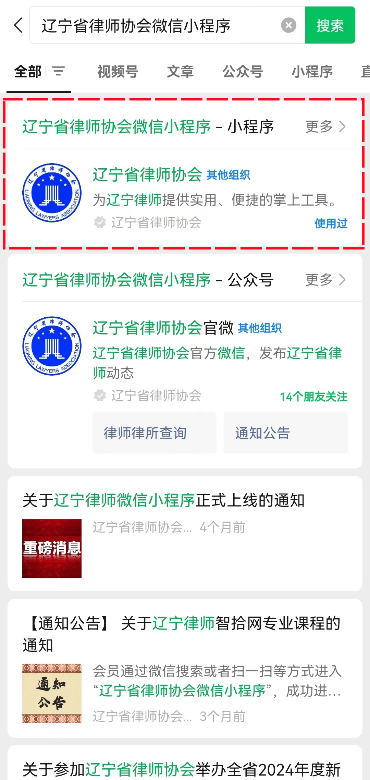 辽宁省律师协会微信小程序
搜索
全部 视频号 文章 公众号 小程序
辽宁省律师协会微信小程序 - 小程序 更多
辽宁省律师协会 其他组织
为辽宁律师提供实用、便捷的掌上工具。
辽宁省律师协会 使用过
辽宁省律师协会微信小程序 - 公众号 更多
辽宁省律师协会官微 其他组织
辽宁省律师协会官方微信，发布辽宁省律
师动态
辽宁省律师协会 14个朋友关注
律师律所查询 通知公告
关于辽宁律师微信小程序正式上线的通知
重磅消息
辽宁省律师协会... 4个月前
【通知公告】 关于辽宁律师智拾网专业课程的
通知
通知
公告
会员通过微信搜索或者扫一扫等方式进入
“辽宁省律师协会微信小程序”，成功进...
辽宁省律师协会... 3个月前
关于参加辽宁省律师协会举办全省2024年度新